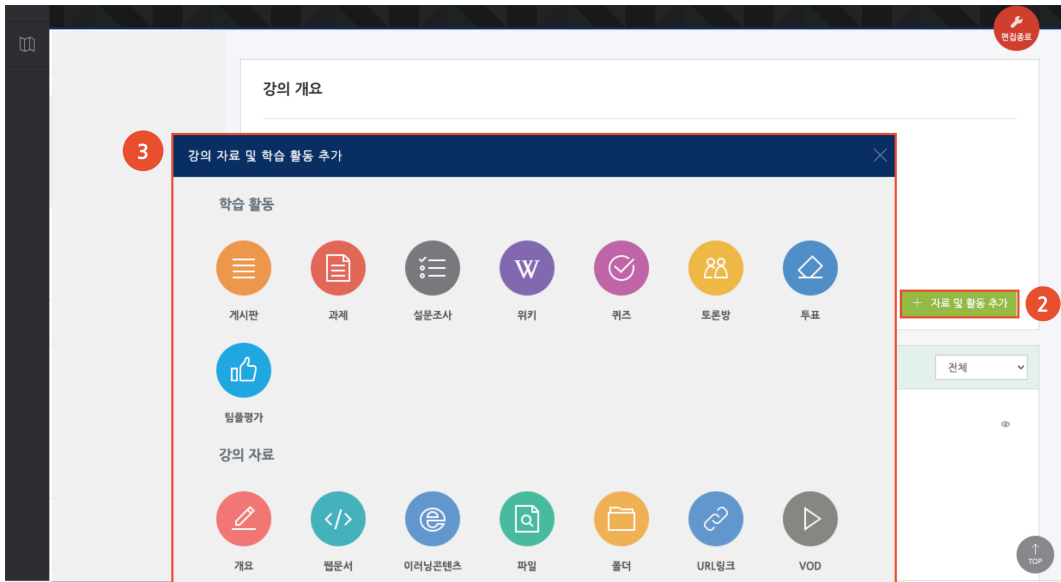 편집종료
강의 개요
3
강의 자료 및 학습 활동 추가
학습 활동
게시판 과제 설문조사 위키 퀴즈 토론방 투표
+ 자료 및 활동 추가
2
팀플평가
전체
강의 자료
개요 웹문서 이러닝콘텐츠 파일 폴더 URL링크 VOD
TOP